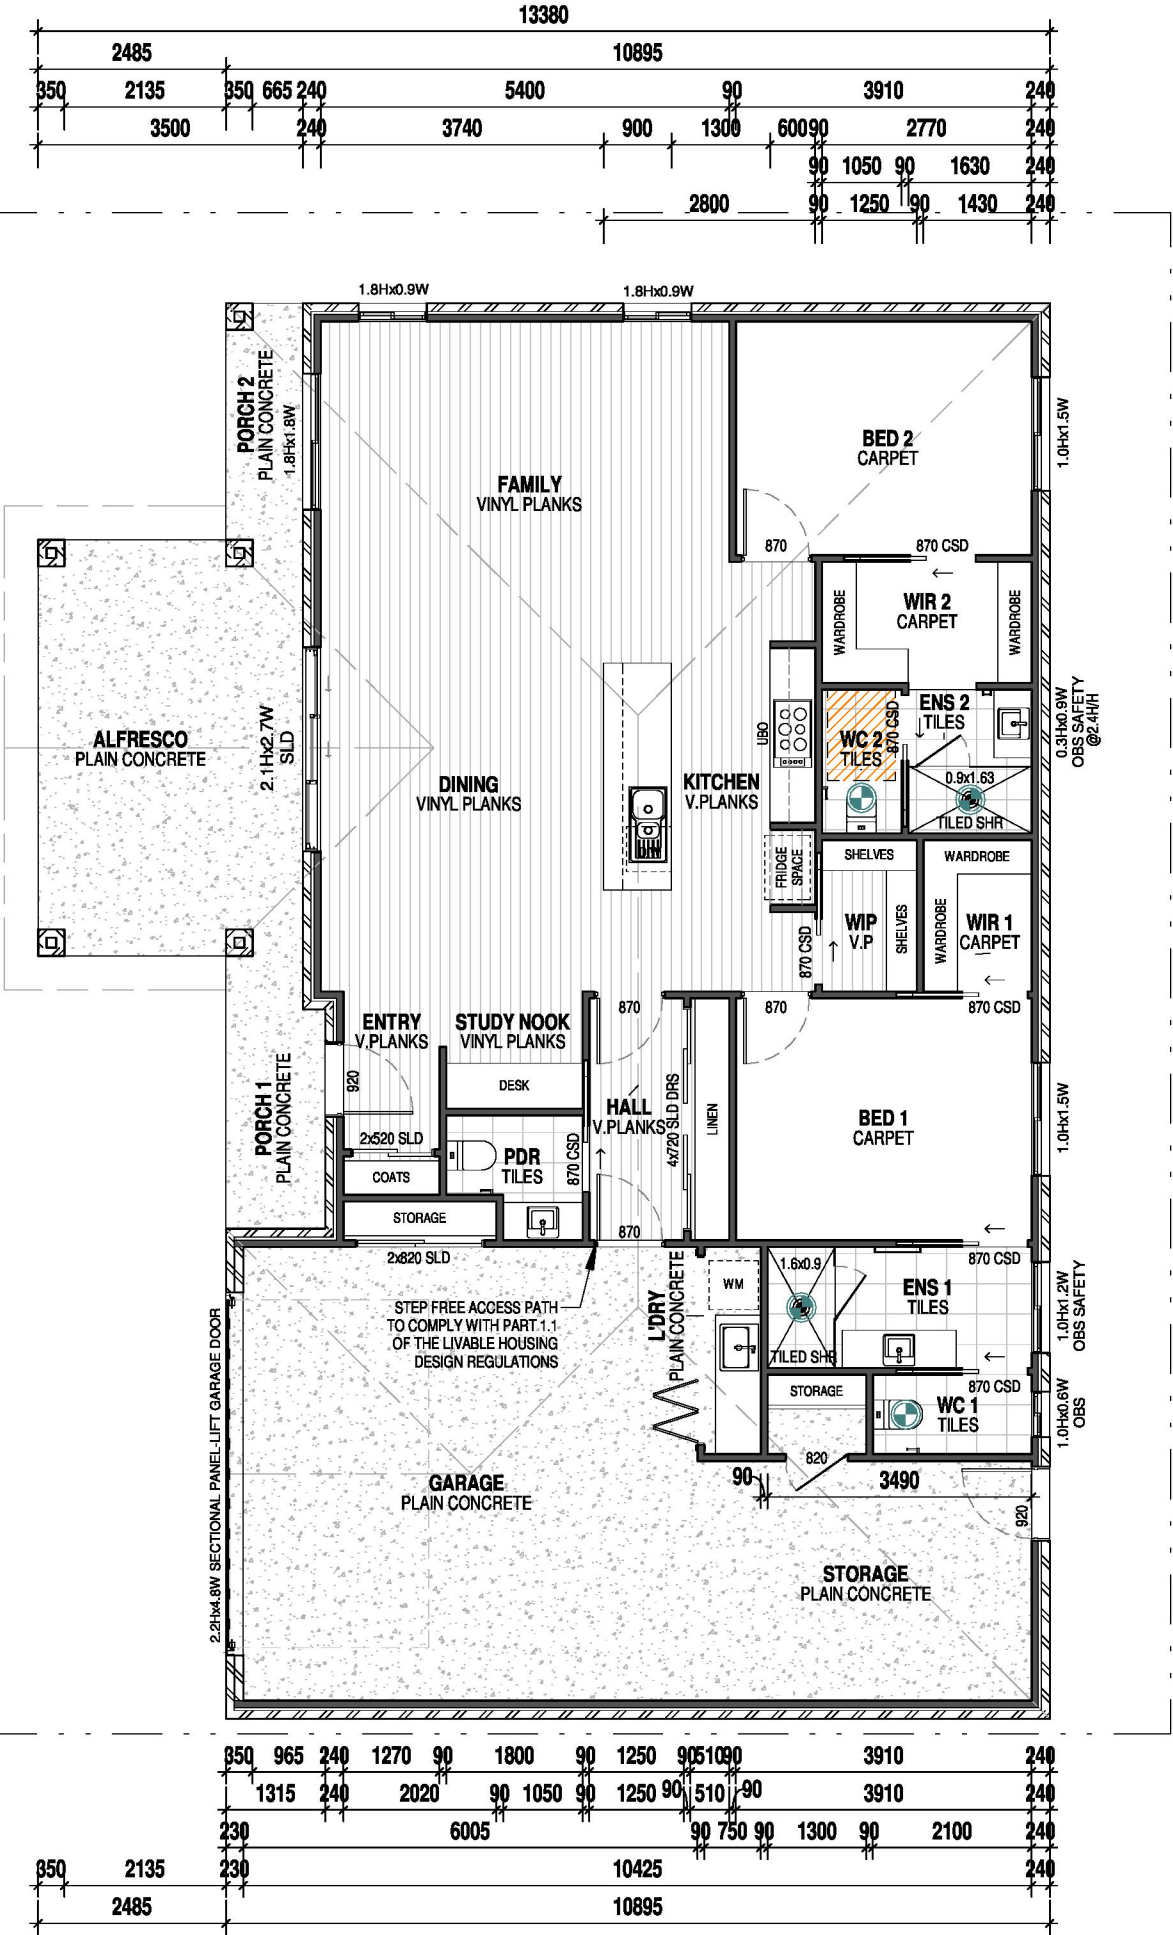 13380
2485 10895
350 2135 350 665 240 5400 90 3910 240
3500 240 3740 900 1300 600 90 2770 240
90 1050 90 1630 240
2800 90 1250 90 1430 240
1.8Hx0.9W
1.8Hx0.9W
PORCH 2
PLAIN CONCRETE
1.8Hx1.8W
FAMILY
VINYL PLANKS
BED 2
CARPET
1.0Hx1.5W
870
870 CSD
WARDROBE
WIR 2
CARPET
WARDROBE
ALFRESCO
PLAIN CONCRETE
2.1Hx2.7W
SLD
DINING
VINYL PLANKS
KITCHEN
V.PLANKS
UBO
WC 2
TILES
870 CSD
ENS 2
TILES
0.9x1.63
TILED SHR
0.3Hx0.9W
OBS SAFETY
@2.4H/H
DW
FRIDGE
SPACE
SHELVES
WIP
V.P
SHELVES
870 CSD
WARDROBE
WARDROBE
WIR 1
CARPET
870 CSD
870
870
PORCH 1
PLAIN CONCRETE
ENTRY
V.PLANKS
920
STUDY NOOK
VINYL PLANKS
DESK
HALL
V.PLANKS
4x720 SLD DRS
LINEN
BED 1
CARPET
1.0Hx1.5W
2x520 SLD
COATS
PDR
TILES
870 CSD
STORAGE
2x820 SLD
870
870 CSD
STEP FREE ACCESS PATH
TO COMPLY WITH PART 1.1
OF THE LIVABLE HOUSING
DESIGN REGULATIONS
L'DRY
PLAIN CONCRETE
WM
1.6x0.9
TILED SHR
ENS 1
TILES
1.0Hx1.2W
OBS SAFETY
870 CSD
STORAGE
WC 1
TILES
1.0Hx0.6W
OBS
820
90 3490
920
2.2Hx4.8W SECTIONAL PANEL-LIFT GARAGE DOOR
GARAGE
PLAIN CONCRETE
STORAGE
PLAIN CONCRETE
350 965 240 1270 90 1800 90 1250 90 510 90 3910 240
1315 240 2020 90 1050 90 1250 90 510 90 3910 240
230 6005 90 750 90 1300 90 2100 240
350 2135 230 10425 240
2485 10895